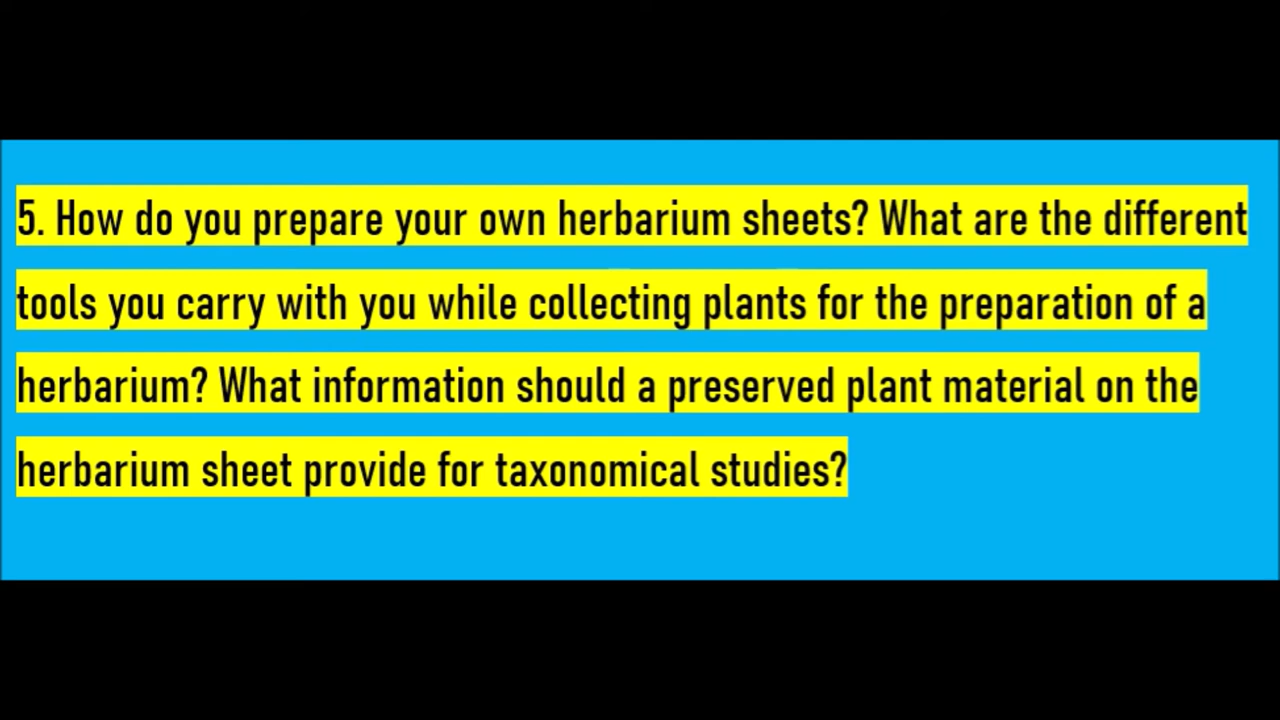 5. How do you prepare your own herbarium sheets? What are the different
tools you carry with you while collecting plants for the preparation of a
herbarium? What information should a preserved plant material on the
herbarium sheet provide for taxonomical studies?